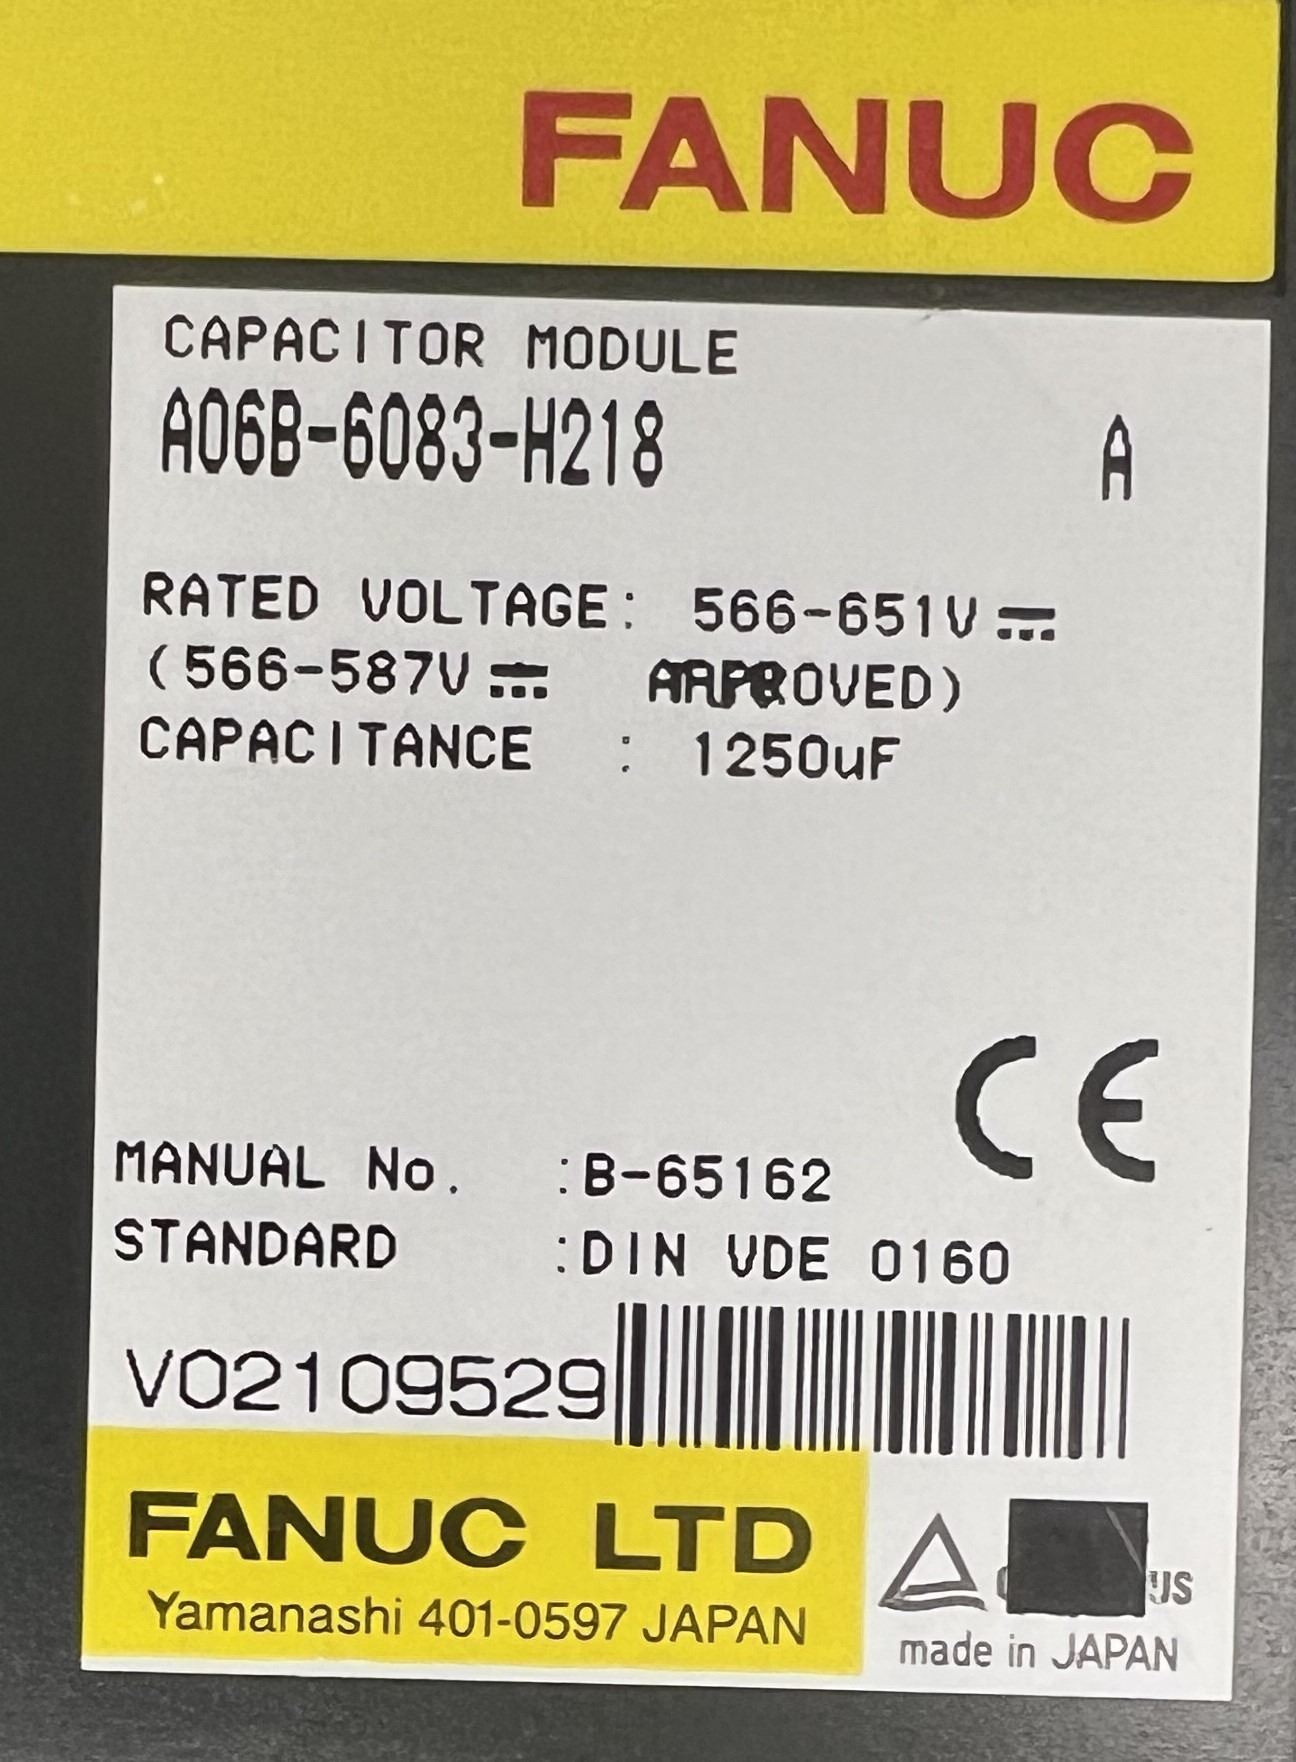 FANUC
CAPACITOR MODULE
A06B-6083-H218 A
RATED VOLTAGE: 566-651V
(566-587V)
CAPACITANCE : 1250uF
CE
MANUAL No. :B-65162
STANDARD :DIN VDE 0160
V02109529
FANUC LTD
Yamanashi 401-0597 JAPAN
US
made in JAPAN